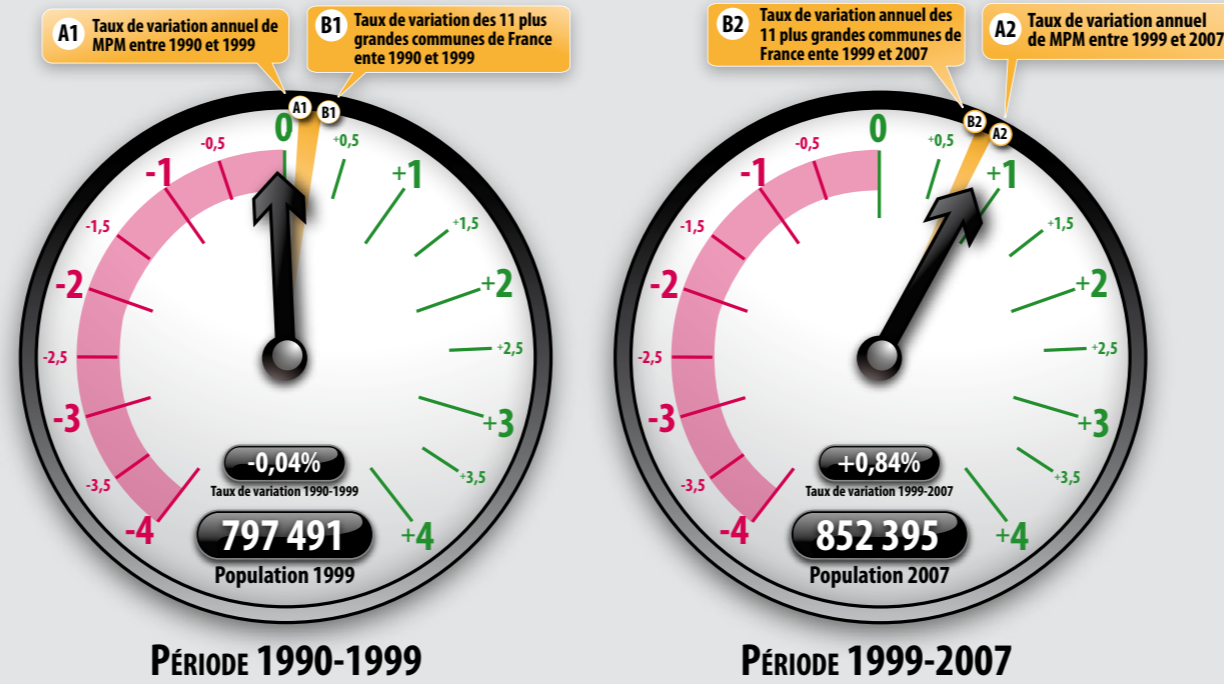 A1 Taux de variation annuel de
MPM entre 1990 et 1999
B1 Taux de variation des 11 plus
grandes communes de France
ente 1990 et 1999
A1
B1
0
-0,5
+0,5
-1
+1
-1,5
+1,5
-2
+2
-2,5
+2,5
-3
+3
-3,5
+3,5
-4
+4
-0,04%
Taux de variation 1990-1999
797 491
Population 1999
PÉRIODE 1990-1999
B2 Taux de variation annuel des
11 plus grandes communes de
France ente 1999 et 2007
A2 Taux de variation annuel
de MPM entre 1999 et 2007
B2
A2
0
-0,5
+0,5
-1
+1
-1,5
+1,5
-2
+2
-2,5
+2,5
-3
+3
-3,5
+3,5
-4
+4
+0,84%
Taux de variation 1999-2007
852 395
Population 2007
PÉRIODE 1999-2007